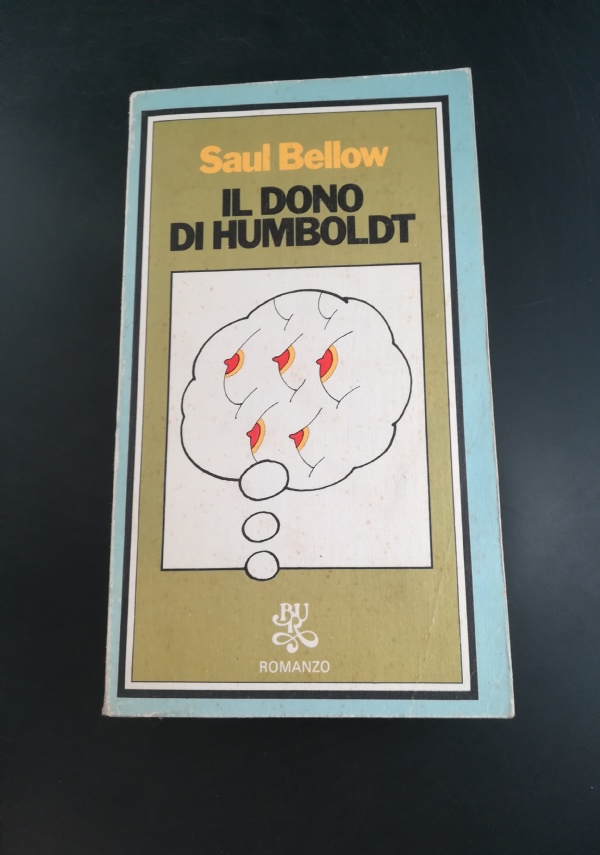 Saul Bellow
IL DONO
DI HUMBOLDT
BUR
ROMANZO